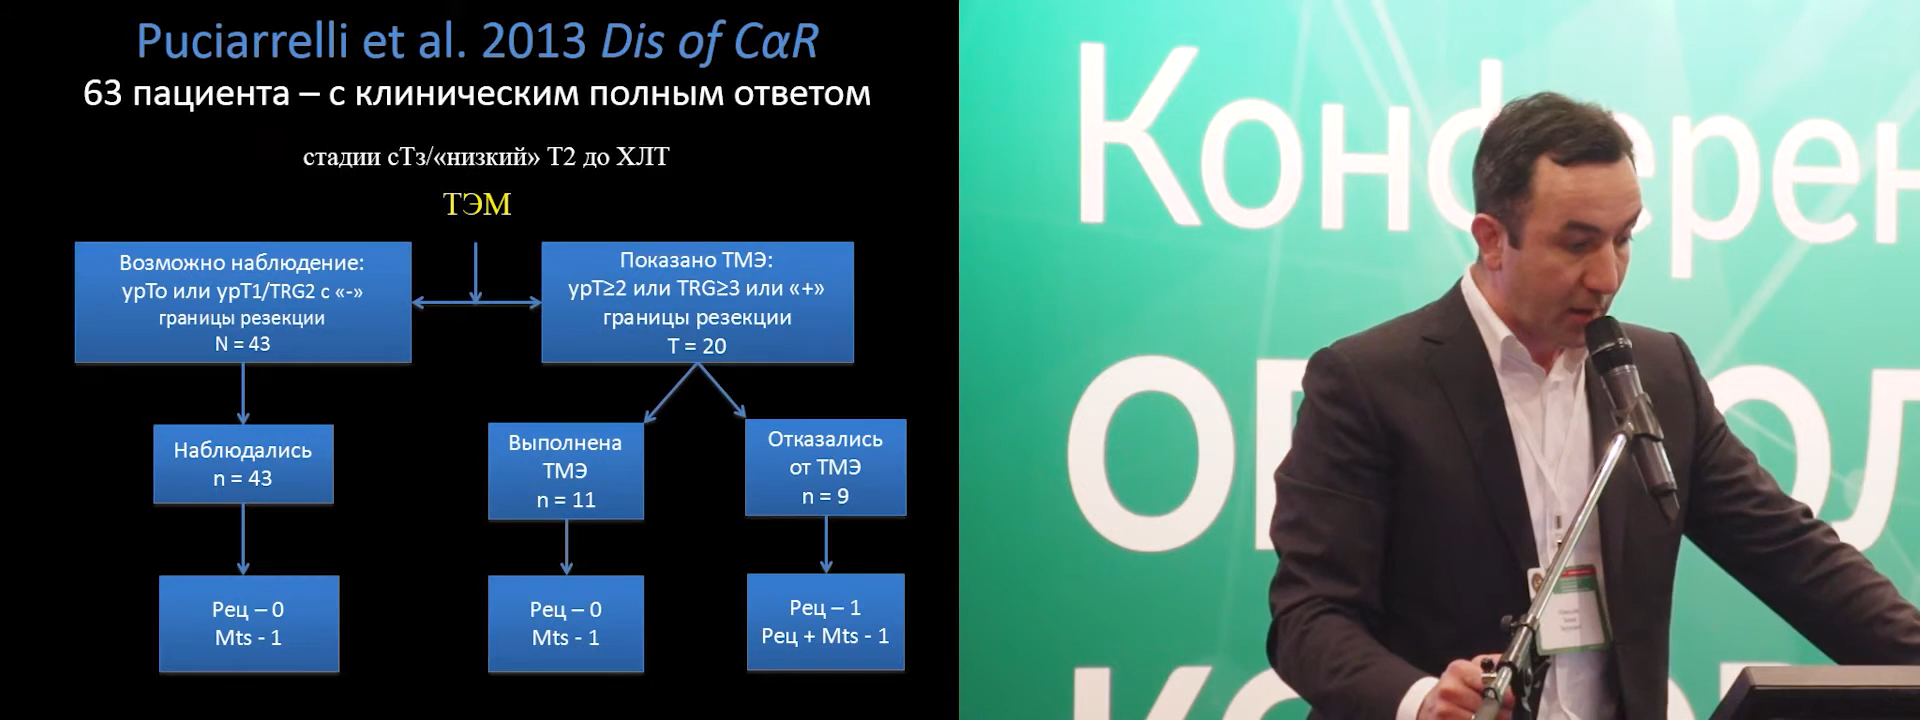 Puciarrelli et al. 2013 Dis of CαR
63 пациента – с клиническим полным ответом
стадии сТз/«низкий» Т2 до ХЛТ
ТЭМ
Возможно наблюдение:
урТо или урТ1/TRG2 с «-»
границы резекции
N = 43
Показано ТМЭ:
урТ≥2 или TRG≥3 или «+»
границы резекции
Т = 20
Наблюдались
n = 43
Выполнена
ТМЭ
n = 11
Отказались
от ТМЭ
n = 9
Рец – 0
Mts - 1
Рец – 0
Mts - 1
Рец – 1
Рец + Mts - 1
Конферен